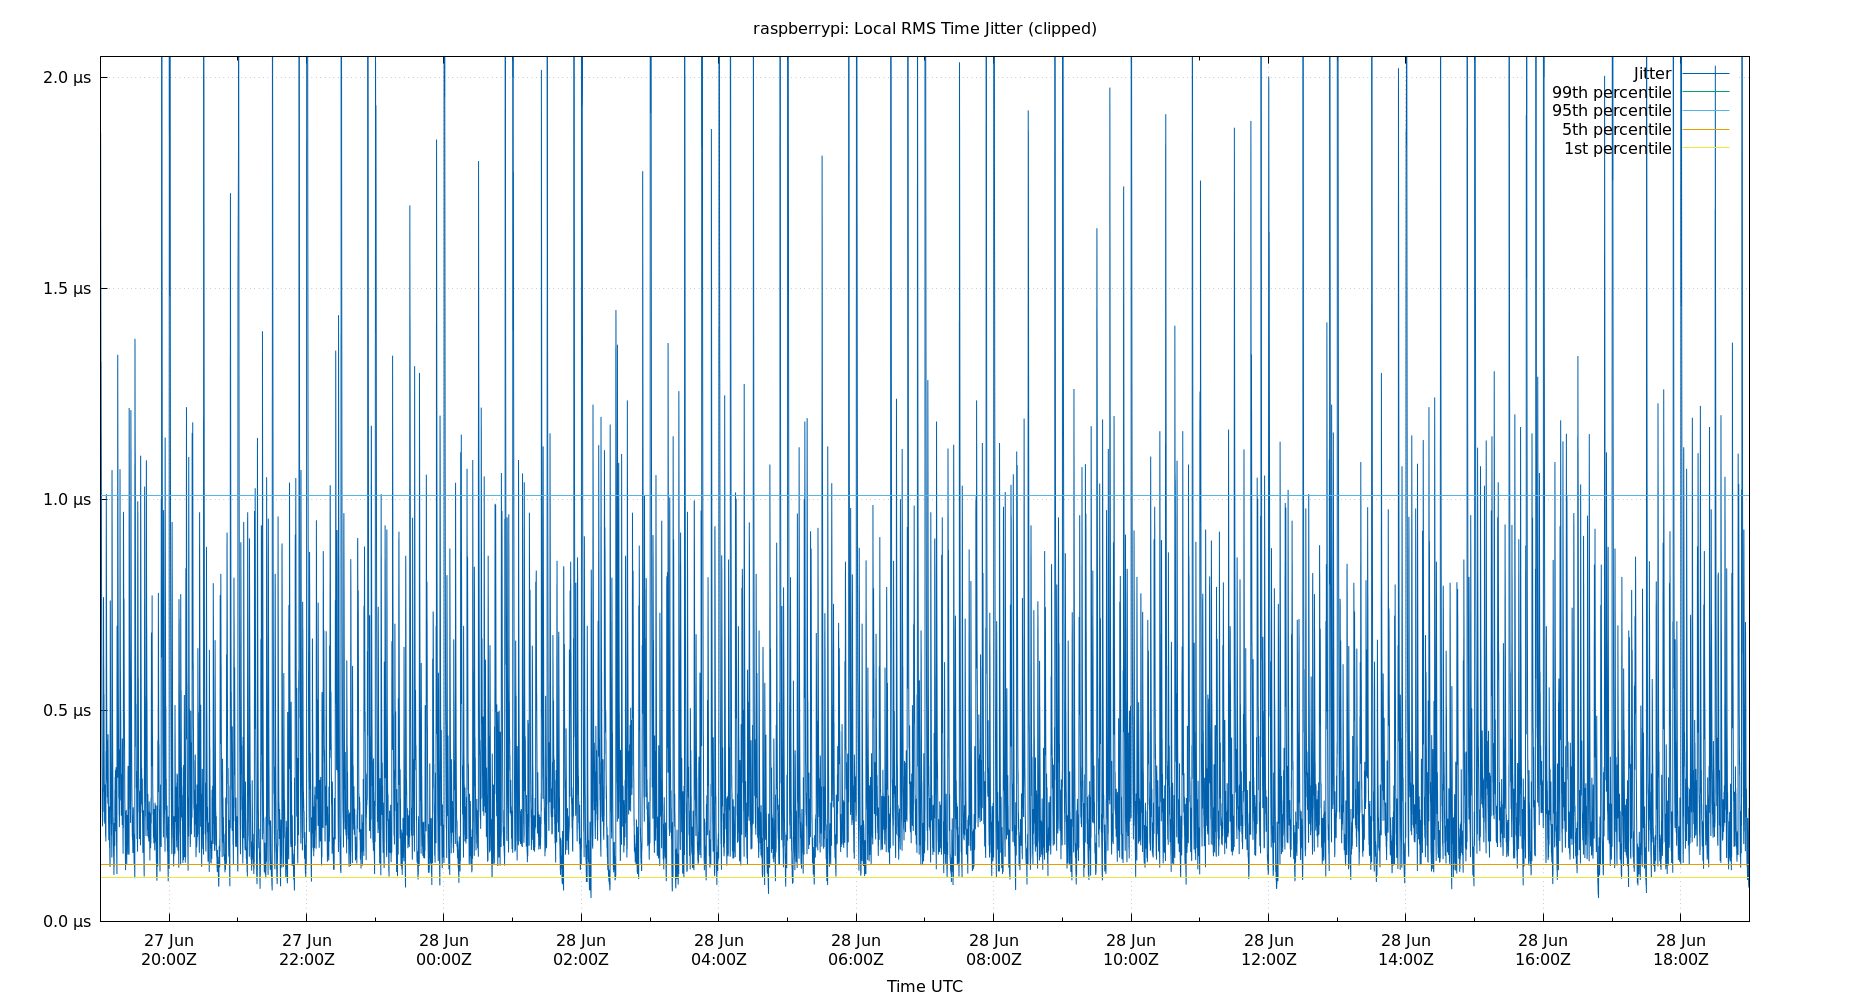 raspberrypi: Local RMS Time Jitter (clipped)
2.0 µs
1.5 µs
1.0 µs
0.5 µs
0.0 µs
Jitter
99th percentile
95th percentile
5th percentile
1st percentile
27 Jun 27 Jun 28 Jun 28 Jun 28 Jun 28 Jun 28 Jun 28 Jun 28 Jun 28 Jun 28 Jun 28 Jun
20:00Z 22:00Z 00:00Z 02:00Z 04:00Z 06:00Z 08:00Z 10:00Z 12:00Z 14:00Z 16:00Z 18:00Z
Time UTC